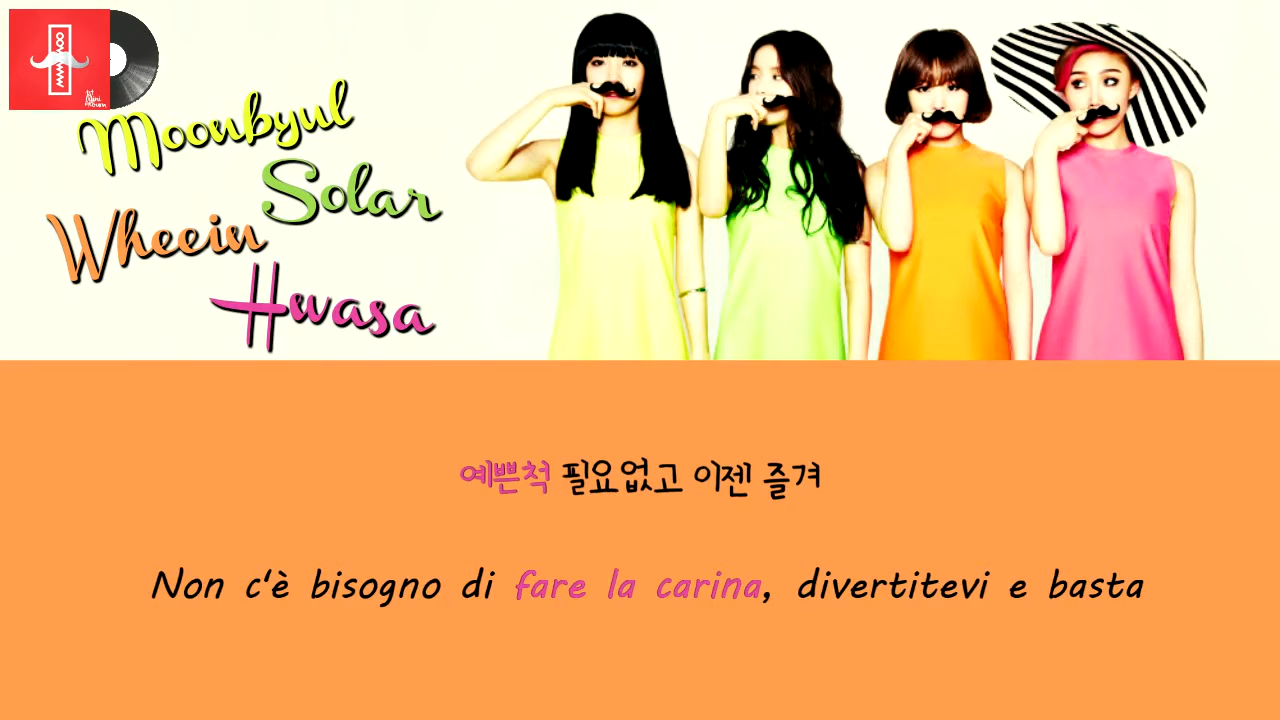 Moonbyul
Solar
Wheein
Hwasa
예쁜척 필요없고 이젠 즐겨
Non c'è bisogno di fare la carina, divertitevi e basta